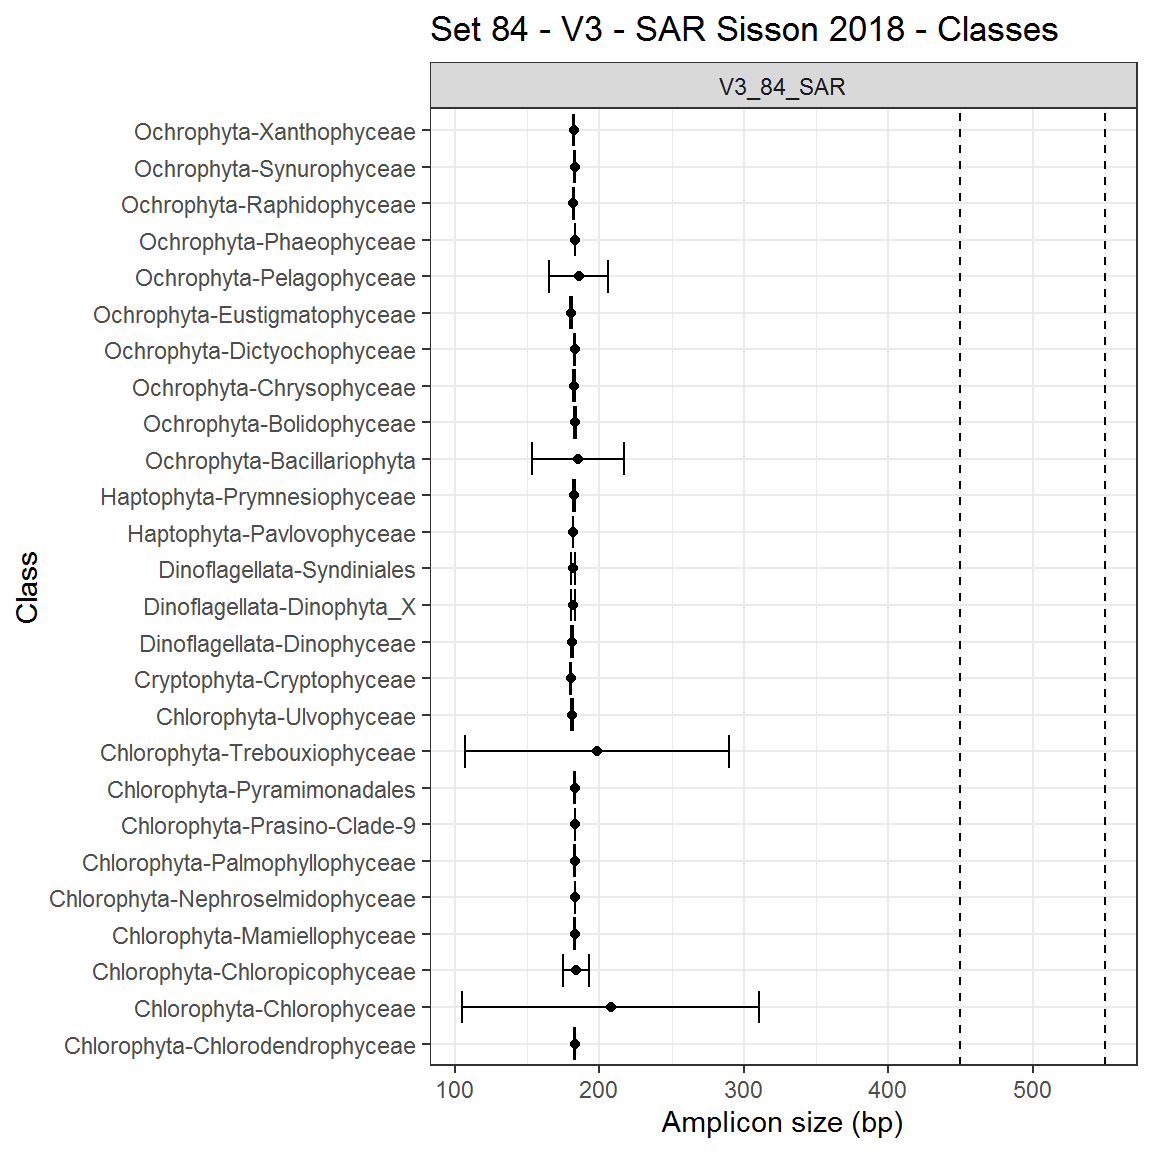 Set 84 - V3 - SAR Sisson 2018 - Classes
V3_84_SAR
Ochrophyta-Xanthophyceae
Ochrophyta-Synurophyceae
Ochrophyta-Raphidophyceae
Ochrophyta-Phaeophyceae
Ochrophyta-Pelagophyceae
Ochrophyta-Eustigmatophyceae
Ochrophyta-Dictyochophyceae
Ochrophyta-Chrysophyceae
Ochrophyta-Bolidophyceae
Ochrophyta-Bacillariophyta
Haptophyta-Prymnesiophyceae
Haptophyta-Pavlovophyceae
Dinoflagellata-Syndiniales
Dinoflagellata-Dinophyta_X
Dinoflagellata-Dinophyceae
Cryptophyta-Cryptophyceae
Chlorophyta-Ulvophyceae
Chlorophyta-Trebouxiophyceae
Chlorophyta-Pyramimonadales
Chlorophyta-Prasino-Clade-9
Chlorophyta-Palmophyllophyceae
Chlorophyta-Nephroselmidophyceae
Chlorophyta-Mamiellophyceae
Chlorophyta-Chloropicophyceae
Chlorophyta-Chlorophyceae
Chlorophyta-Chlorodendrophyceae
Class
100 200 300 400 500
Amplicon size (bp)